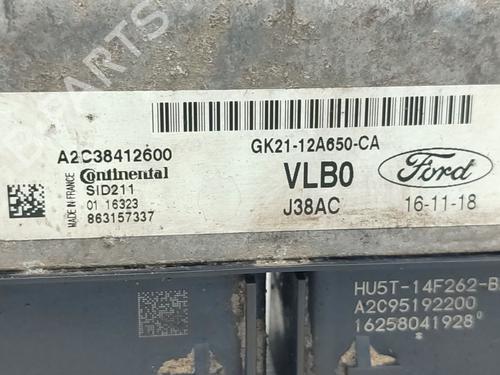 A2C38412600
Continental
SID211
01 16323
863157337
MADE IN FRANCE
GK21-12A650-CA
VLB0
J38AC
Ford
16-11-18
HU5T-14F262-B
A2C95192200
16258041928